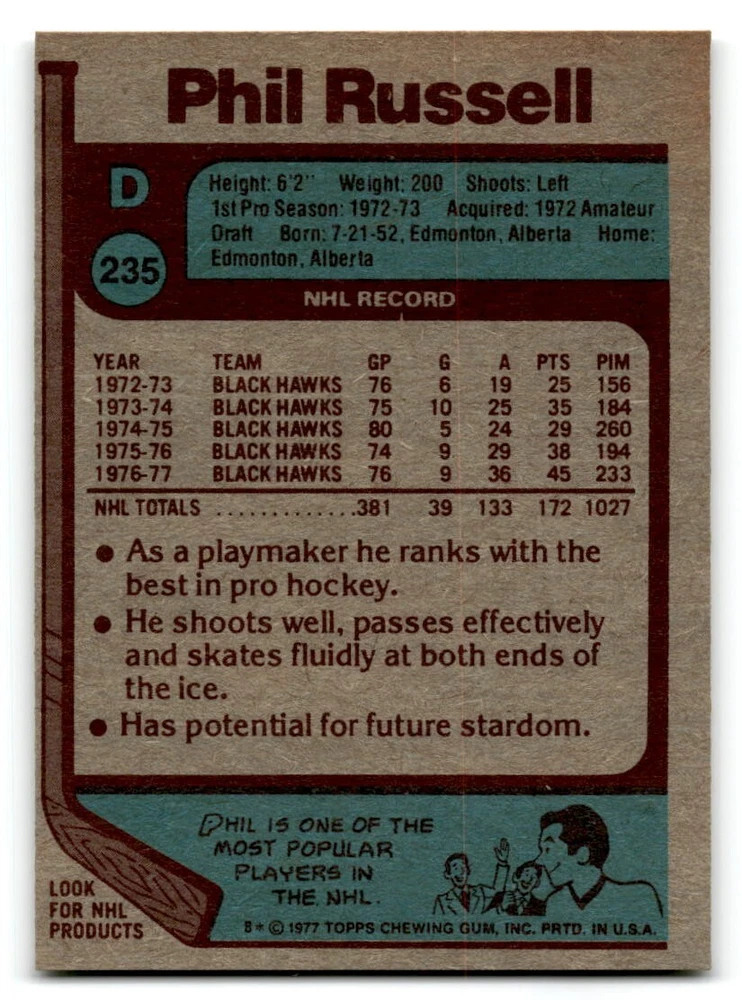 Phil Russell
D
235
Height: 6'2" Weight: 200 Shoots: Left
1st Pro Season: 1972-73 Acquired: 1972 Amateur
Draft Born: 7-21-52, Edmonton, Alberta Home:
Edmonton, Alberta
NHL RECORD
YEAR TEAM GP G A PTS PIM
1972-73 BLACK HAWKS 76 6 19 25 156
1973-74 BLACK HAWKS 75 10 25 35 184
1974-75 BLACK HAWKS 80 5 24 29 260
1975-76 BLACK HAWKS 74 9 29 38 194
1976-77 BLACK HAWKS 76 9 36 45 233
NHL TOTALS .............381 39 133 172 1027
● As a playmaker he ranks with the
best in pro hockey.
● He shoots well, passes effectively
and skates fluidly at both ends of
the ice.
● Has potential for future stardom.
PHIL IS ONE OF THE
MOST POPULAR
PLAYERS IN
THE NHL.
LOOK
FOR NHL
PRODUCTS
B* © 1977 TOPPS CHEWING GUM, INC. PRTD. IN U.S.A.